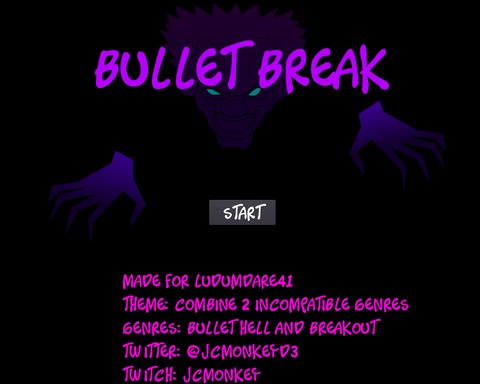 BULLET BREAK
START
MADE FOR LUDUMDARE41
THEME: COMBINE 2 INCOMPATIBLE GENRES
GENRES: BULLET HELL AND BREAKOUT
TWITTER: @JCMONKEYD3
TWITCH: JCMONKEY